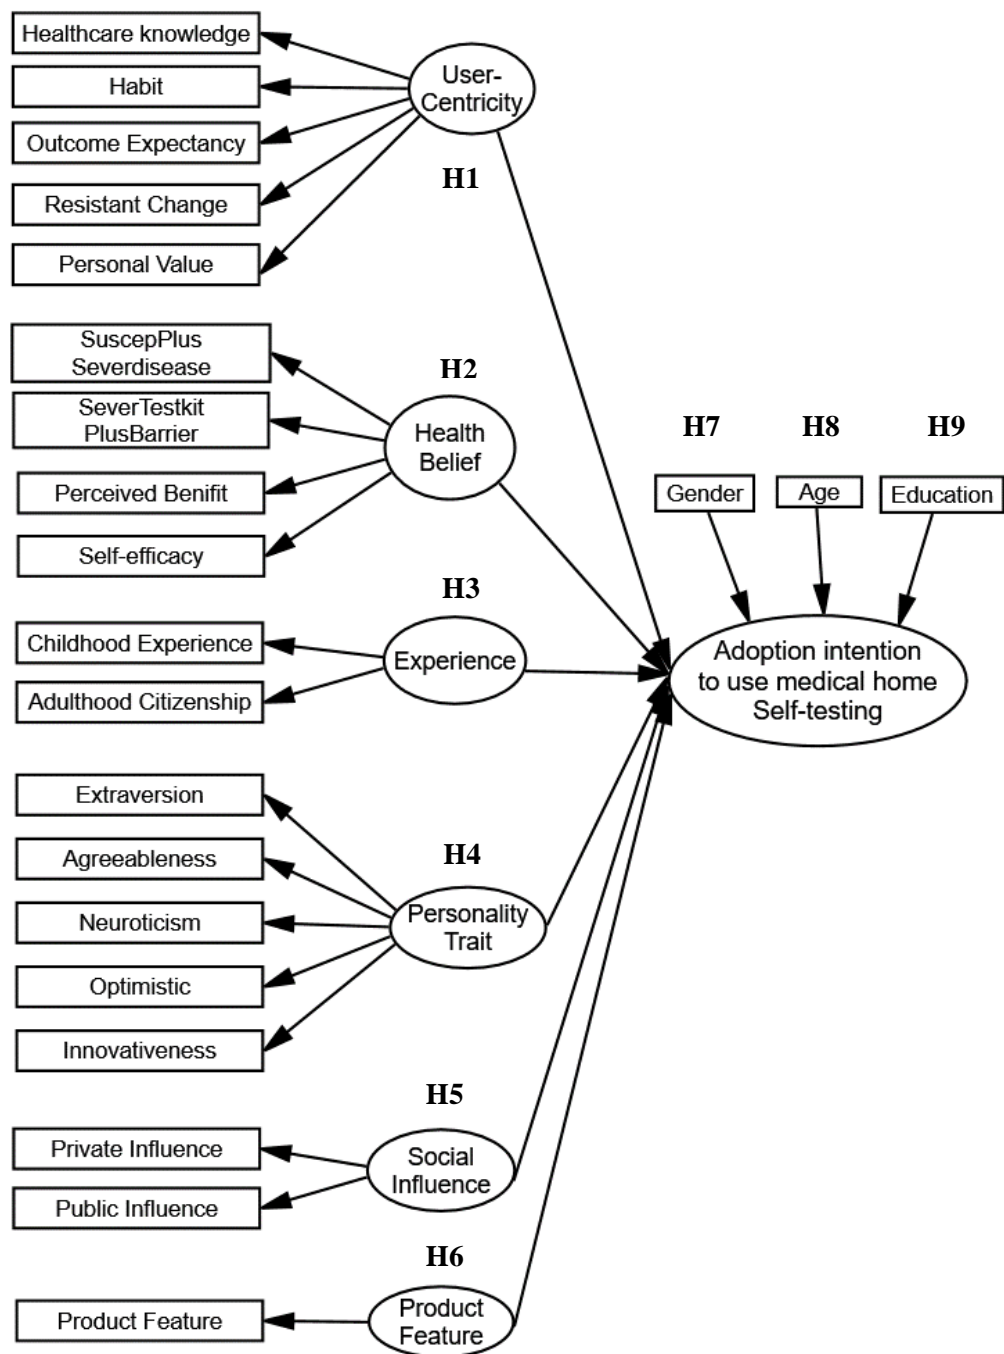 Healthcare knowledge
Habit
Outcome Expectancy
Resistant Change
Personal Value
User-
Centricity
H1
SuscepPlus
Severdisease
SeverTestkit
PlusBarrier
Perceived Benifit
Self-efficacy
H2
Health
Belief
H7
H8
H9
Gender
Age
Education
H3
Childhood Experience
Adulthood Citizenship
Experience
Adoption intention
to use medical home
Self-testing
Extraversion
Agreeableness
Neuroticism
Optimistic
Innovativeness
H4
Personality
Trait
H5
Private Influence
Public Influence
Social
Influence
H6
Product Feature
Product
Feature